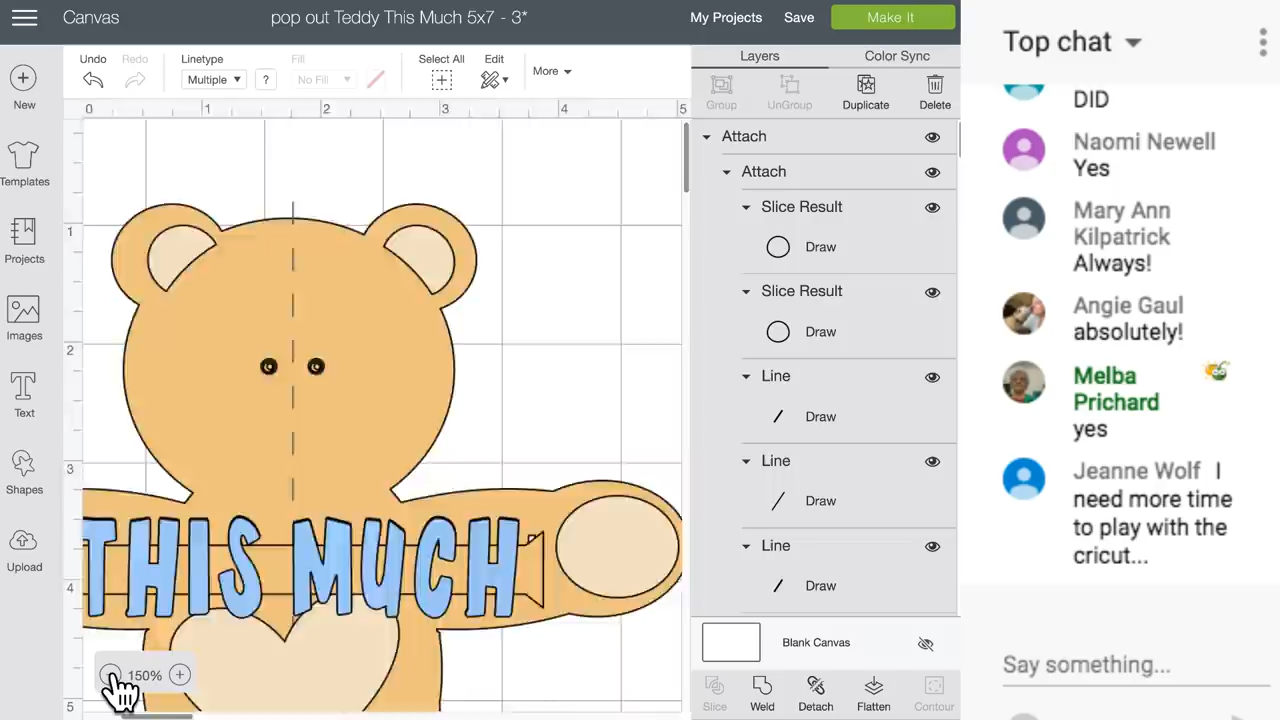 Canvas
pop out Teddy This Much 5x7 - 3*
My Projects
Save
Make It
Undo
Redo
Linetype
Multiple
?
Fill
No Fill
Select All
Edit
More
Layers
Color Sync
Group
UnGroup
Duplicate
Delete
New
Templates
Projects
Images
Text
Shapes
Upload
0 1 2 3 4 5
1
2
3
4
5
THIS MUCH
150%
Attach
Attach
Slice Result
Draw
Slice Result
Draw
Line
Draw
Line
Draw
Line
Draw
Blank Canvas
Slice
Weld
Detach
Flatten
Contour
Top chat
DID
Naomi Newell
Yes
Mary Ann
Kilpatrick
Always!
Angie Gaul
absolutely!
Melba
Prichard
yes
Jeanne Wolf I
need more time
to play with the
cricut...
Say something...